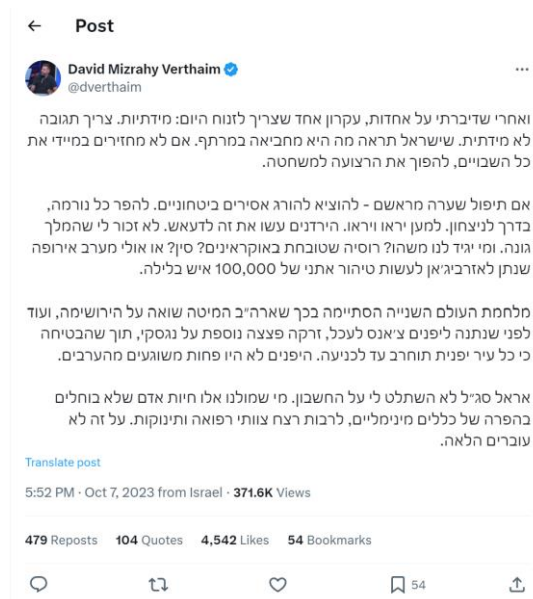 Post
David Mizrahy Verthaim
@dverthaim
ואחרי שדיברתי על אחדות, עקרון אחד שצריך לזנוח היום: מידתיות. צריך תגובה
לא מידתית. שישראל תראה מה היא מחביאה במרתף. אם לא מחזירים במיידי את
כל השבויים, להפוך את הרצועה למשחטה.
אם תיפול שערה מראשם - להוציא להורג אסירים ביטחוניים. להפר כל נורמה,
בדרך לניצחון. למען יראו וייראו. הירדנים עשו את זה לדעאש. לא זכור לי שהמלך
גונה. ומי יגיד לנו משהו? רוסיה שטובחת באוקראינים? סין? או אולי מערב אירופה
שנתן לאזרביג׳אן לעשות טיהור אתני של 100,000 איש בלילה.
מלחמת העולם השנייה הסתיימה בכך שארה״ב המיטה שואה על הירושימה, ועוד
לפני שנתנה ליפנים צ׳אנס לעכל, זרקה פצצה נוספת על נגסקי, תוך שהבטיחה
כי כל עיר יפנית תוחרב עד לכניעה. היפנים לא היו פחות משוגעים מהערבים.
אראל סג״ל לא השתלט לי על החשבון. מי שמולנו אלו חיות אדם שלא בוחלים
בהפרה של כללים מינימליים, לרבות רצח צוותי רפואה ותינוקות. על זה לא
עוברים הלאה.
Translate post
5:52 PM · Oct 7, 2023 from Israel · 371.6K Views
479 Reposts 104 Quotes 4,542 Likes 54 Bookmarks
54